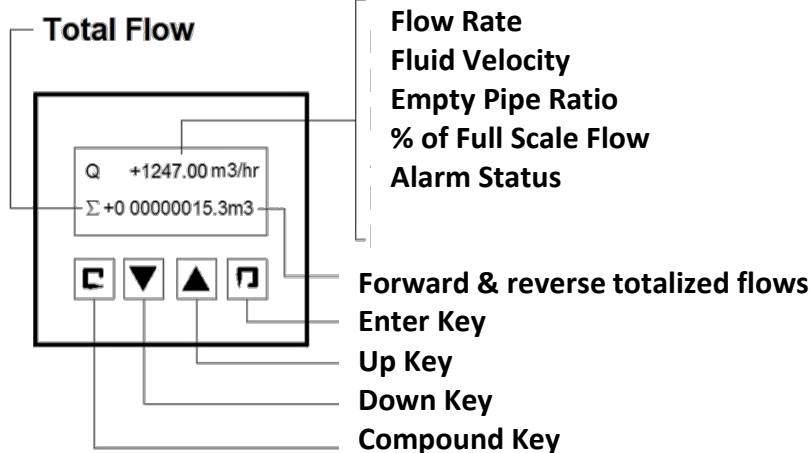 Total Flow
Flow Rate
Fluid Velocity
Empty Pipe Ratio
% of Full Scale Flow
Alarm Status
Q +1247.00 m3/hr
Σ +0 00000015.3m3
Forward & reverse totalized flows
Enter Key
Up Key
Down Key
Compound Key